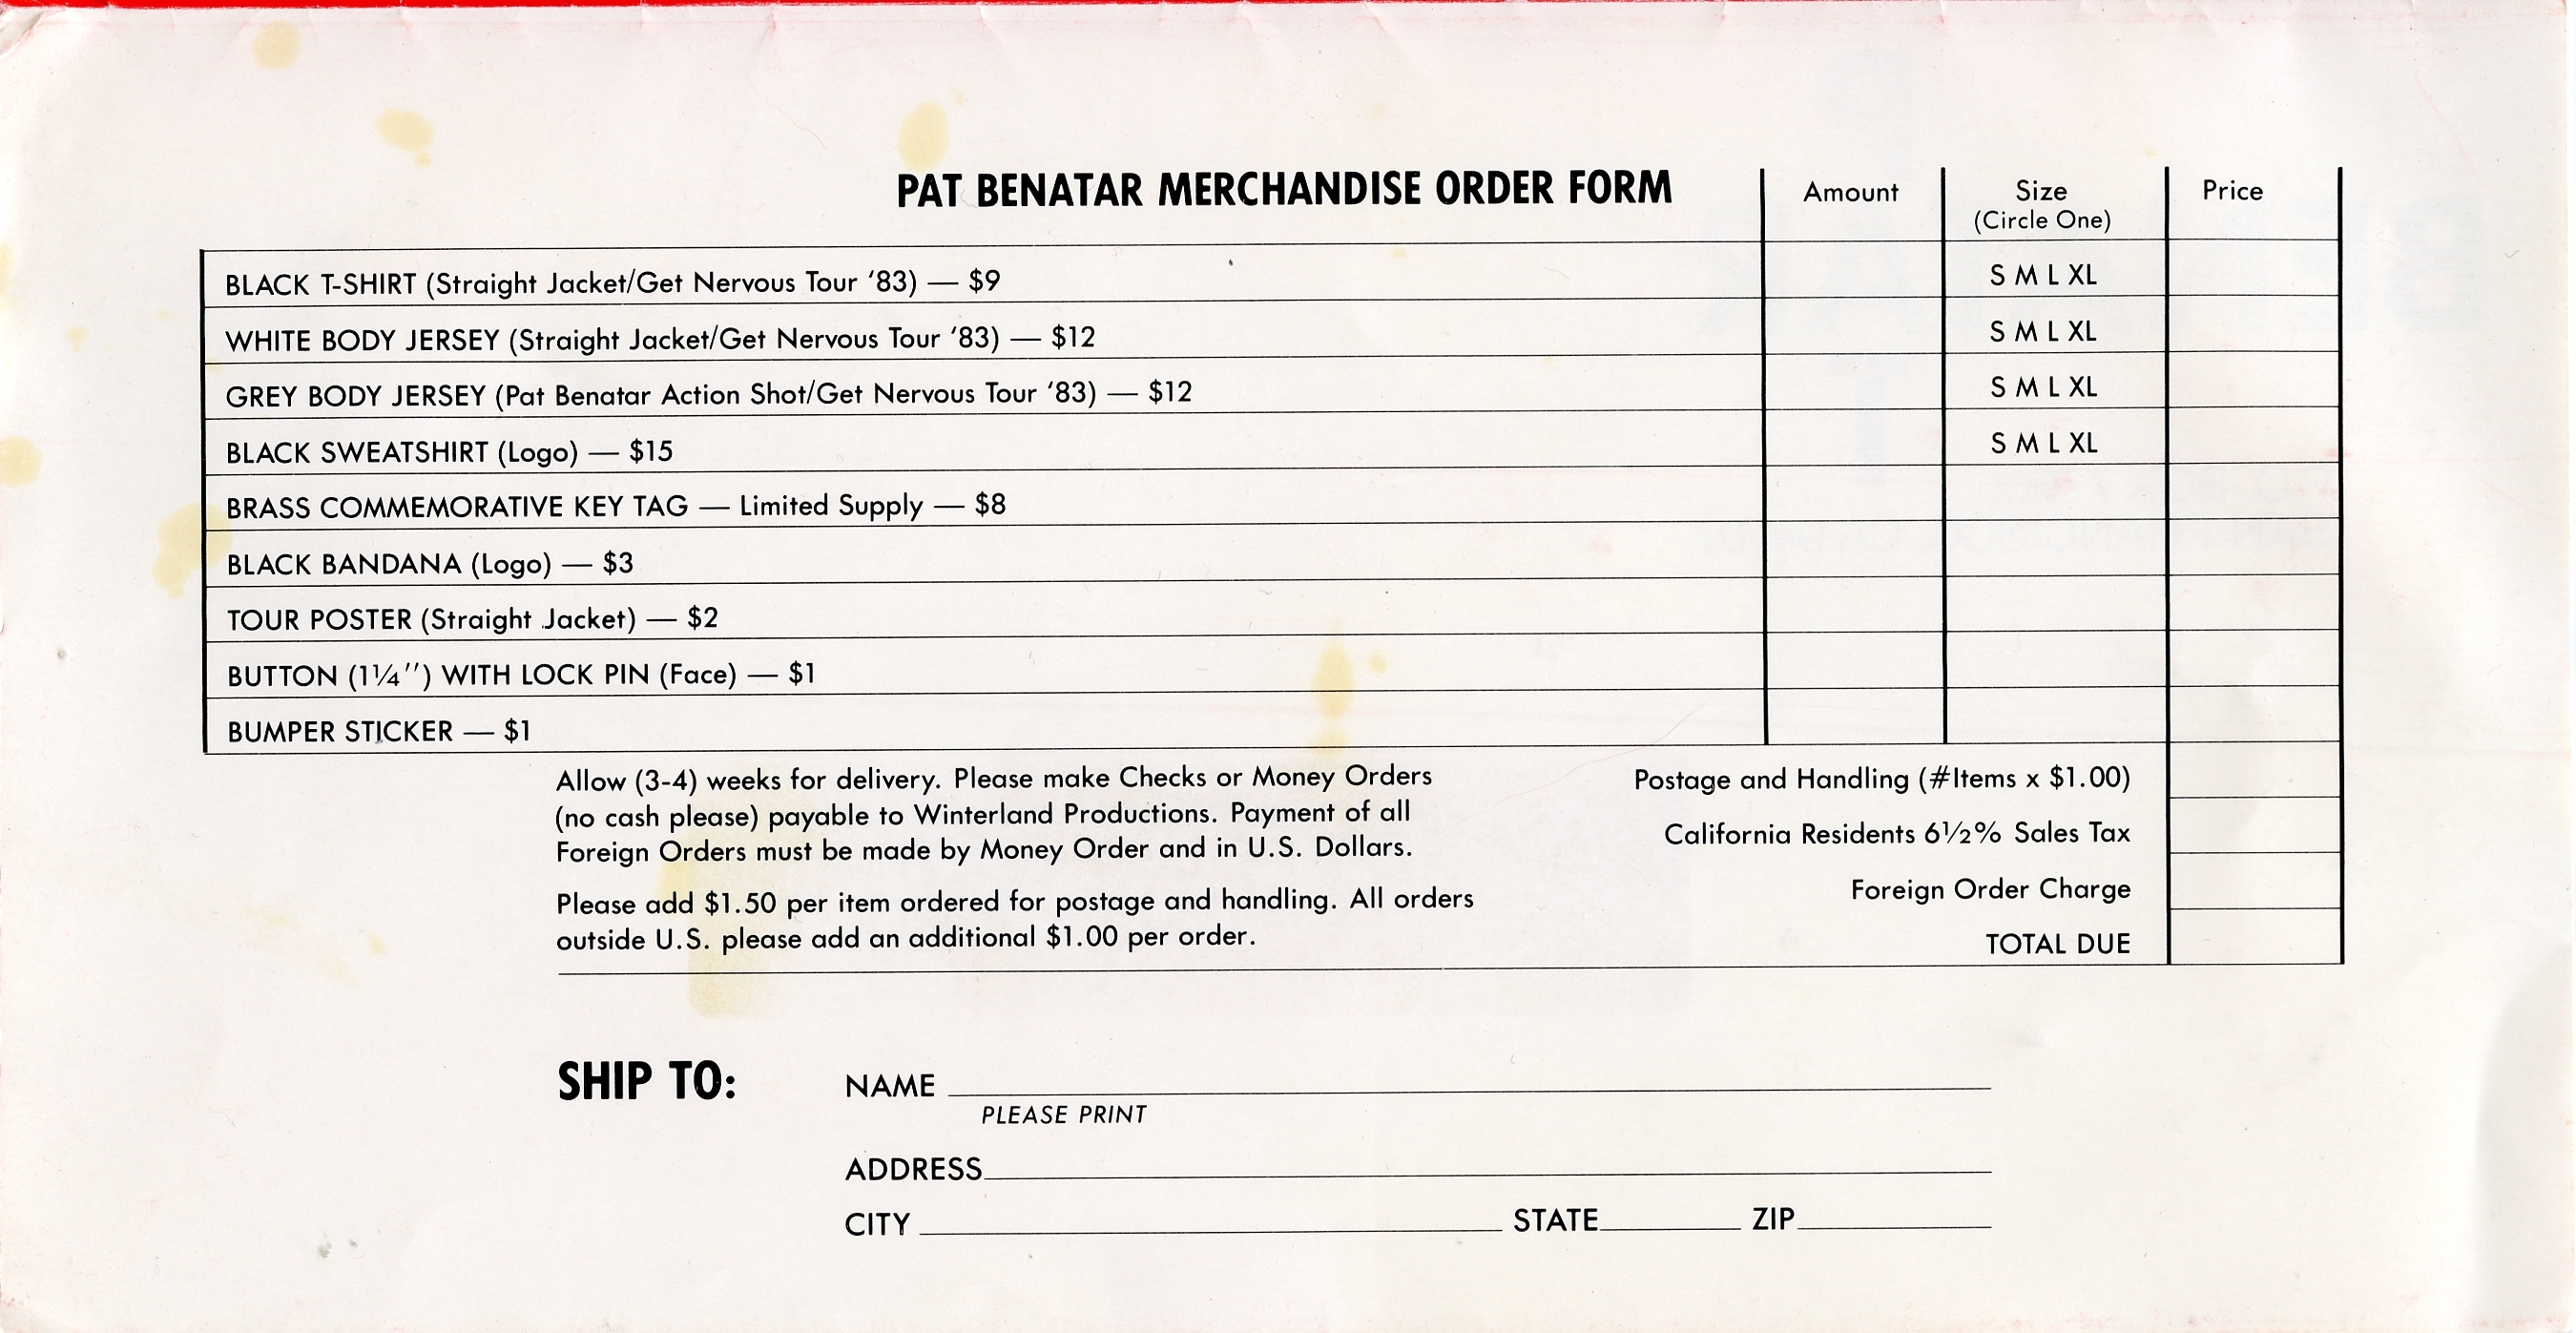 PAT BENATAR MERCHANDISE ORDER FORM Amount Size Price
(Circle One)
BLACK T-SHIRT (Straight Jacket/Get Nervous Tour ‘83) — $9 S M L XL
WHITE BODY JERSEY (Straight Jacket/Get Nervous Tour ‘83) — $12 S M L XL
GREY BODY JERSEY (Pat Benatar Action Shot/Get Nervous Tour ‘83) — $12 S M L XL
BLACK SWEATSHIRT (Logo) — $15 S M L XL
BRASS COMMEMORATIVE KEY TAG — Limited Supply — $8
BLACK BANDANA (Logo) — $3
TOUR POSTER (Straight Jacket) — $2
BUTTON (1¼’’) WITH LOCK PIN (Face) — $1
BUMPER STICKER — $1
Allow (3-4) weeks for delivery. Please make Checks or Money Orders
(no cash please) payable to Winterland Productions. Payment of all
Foreign Orders must be made by Money Order and in U.S. Dollars.
Please add $1.50 per item ordered for postage and handling. All orders
outside U.S. please add an additional $1.00 per order.
Postage and Handling (#Items x $1.00)
California Residents 6½% Sales Tax
Foreign Order Charge
TOTAL DUE
SHIP TO: NAME
PLEASE PRINT
ADDRESS
CITY STATE ZIP